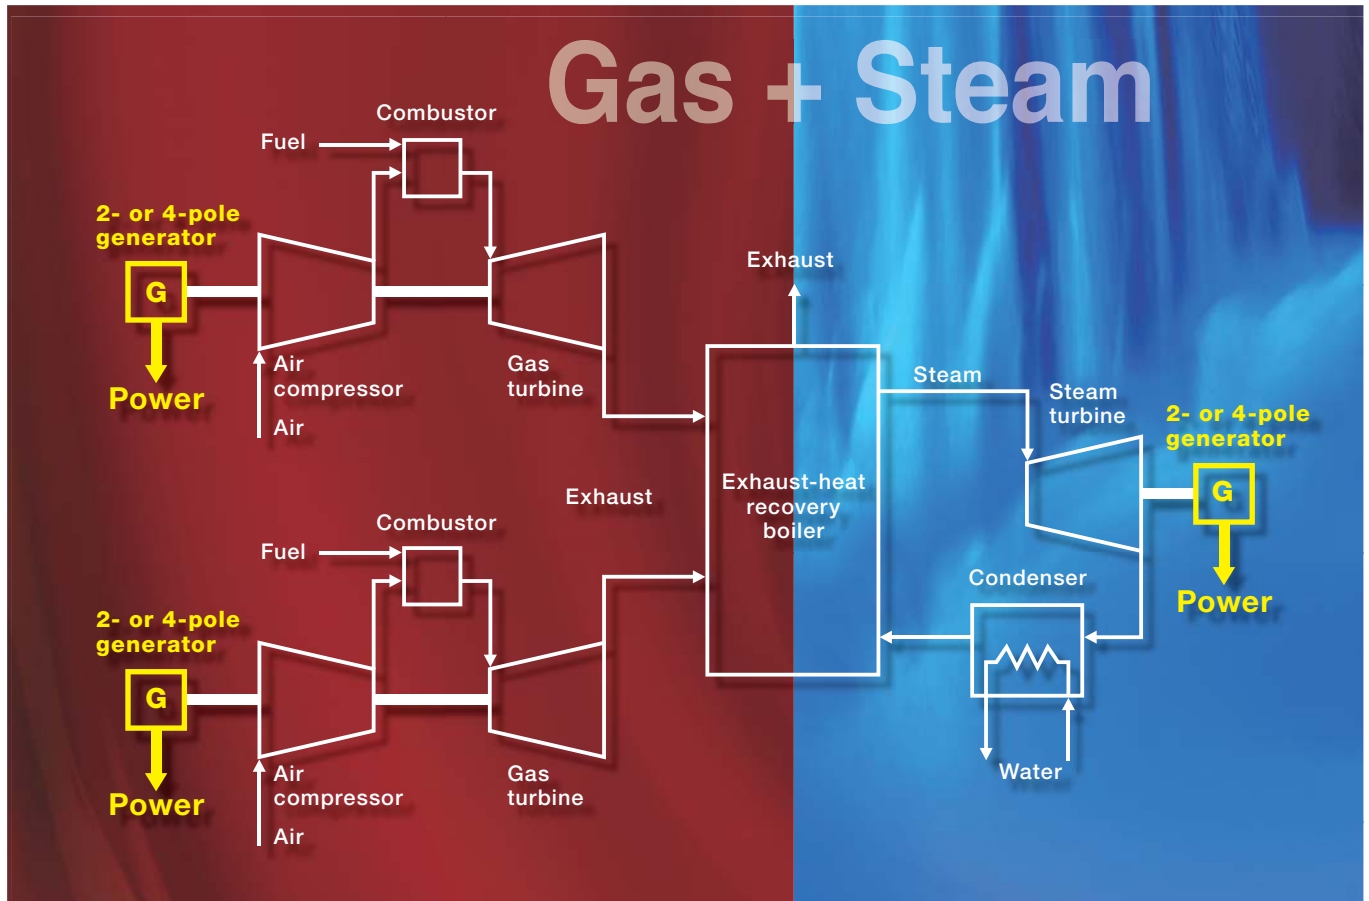 Gas + Steam
Combustor
Fuel
2- or 4-pole
generator
G
Power
Air
compressor
Air
Gas
turbine
Exhaust
Combustor
Fuel
2- or 4-pole
generator
G
Power
Air
compressor
Air
Gas
turbine
Exhaust
Exhaust-heat
recovery
boiler
Steam
Steam
turbine
2- or 4-pole
generator
G
Power
Condenser
Water